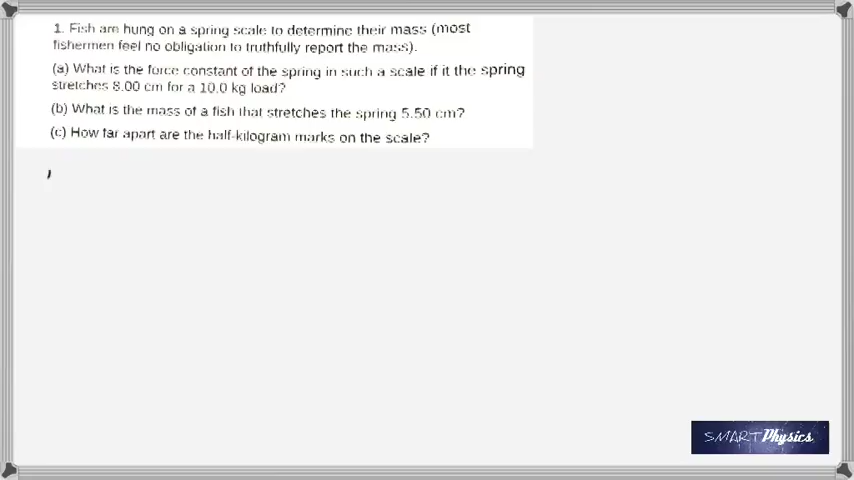 1. Fish are hung on a spring scale to determine their mass (most
fishermen feel no obligation to truthfully report the mass).
(a) What is the force constant of the spring in such a scale if it the spring
stretches 8.00 cm for a 10.0 kg load?
(b) What is the mass of a fish that stretches the spring 5.50 cm?
(c) How far apart are the half-kilogram marks on the scale?
SMART Physics